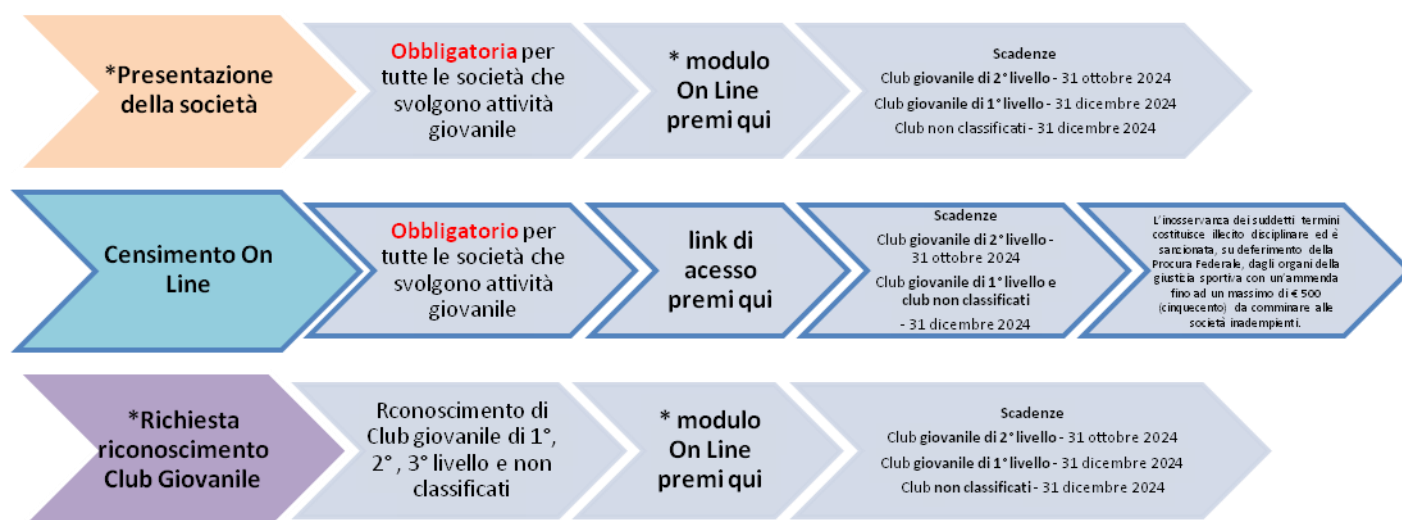 *Presentazione
della società
Obbligatoria per
tutte le società che
svolgono attività
giovanile
* modulo
On Line
premi qui
Scadenze
Club giovanile di 2° livello - 31 ottobre 2024
Club giovanile di 1° livello - 31 dicembre 2024
Club non classificati - 31 dicembre 2024
Censimento On
Line
Obbligatorio per
tutte le società che
svolgono attività
giovanile
link di
acesso
premi qui
Scadenze
Club giovanile di 2° livello -
31 ottobre 2024
Club giovanile di 1° livello e
club non classificati
- 31 dicembre 2024
L'inosservanza dei suddetti termini
costituisce illecito disciplinare ed è
sanzionata, su deferimento della
Procura Federale, dagli organi della
giustizia sportiva con un'ammenda
fino ad un massimo di € 500
(cinquecento) da comminare alle
società inadempienti.
*Richiesta
riconoscimento
Club Giovanile
Rconoscimento di
Club giovanile di 1°,
2° , 3° livello e non
classificati
* modulo
On Line
premi qui
Scadenze
Club giovanile di 2° livello - 31 ottobre 2024
Club giovanile di 1° livello - 31 dicembre 2024
Club non classificati - 31 dicembre 2024